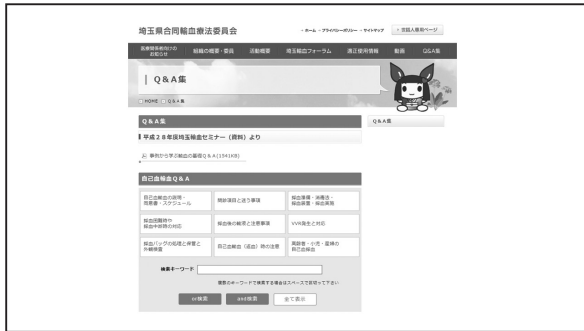 埼玉県合同輸血療法委員会
ホーム プライバシーポリシー サイトマップ
世話人専用ページ
医療関係者向けの
お知らせ
組織の概要・委員
活動概要
埼玉輸血フォーラム
適正使用情報
動画
Q&A集
Q&A集
HOME Q&A集
Q&A集
Q&A集
平成28年度埼玉輸血セミナー(資料)より
事例から学ぶ輸血の基礎Q&A(1541KB)
自己血輸血Q&A
自己血輸血の説明・
同意書・スケジュール
問診項目と迷う事項
採血環境・消毒法・
採血装置・採血実施
採血困難時や
採血中断時の対応
採血後の観察と注意事項
VVR発生と対応
採血バッグの処理と保管と
外観検査
自己血輸血(返血)時の注意
高齢者・小児・産婦の
自己血採血
検索キーワード
複数のキーワードで検索する場合はスペースで区切って下さい
or検索
and検索
全て表示